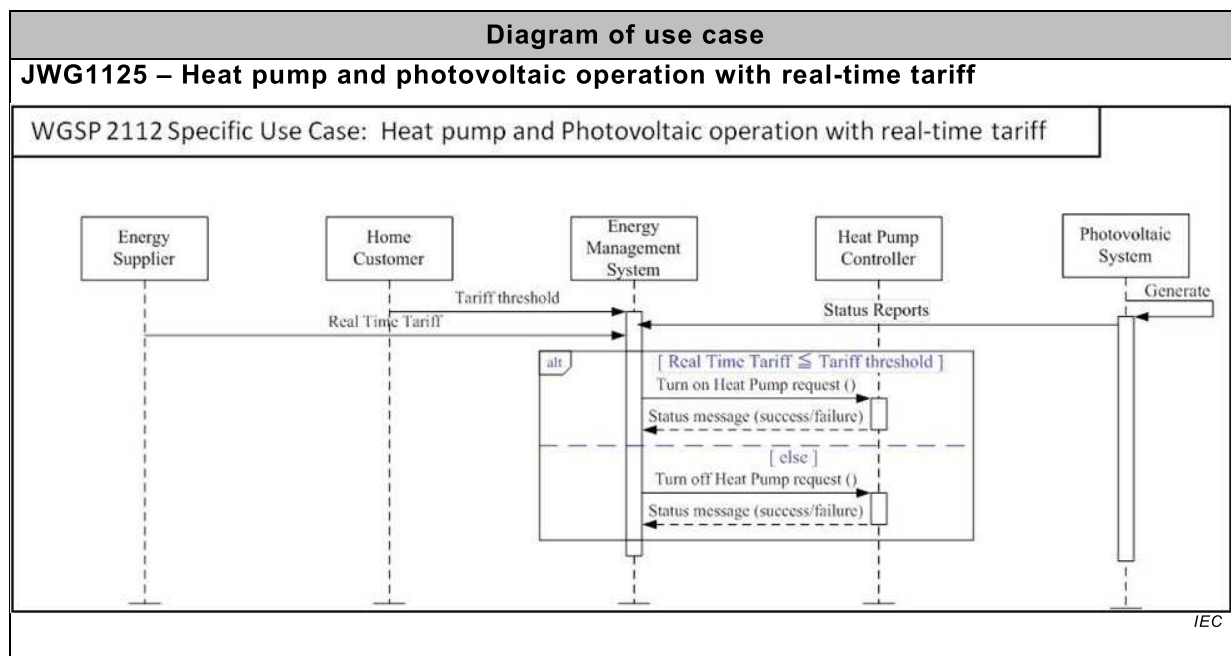 Diagram of use case
JWG1125 – Heat pump and photovoltaic operation with real-time tariff
WGSP 2112 Specific Use Case: Heat pump and Photovoltaic operation with real-time tariff
Energy
Supplier
Home
Customer
Energy
Management
System
Heat Pump
Controller
Photovoltaic
System
Generate
Tariff threshold
Status Reports
Real Time Tariff
alt
[ Real Time Tariff ≦ Tariff threshold ]
Turn on Heat Pump request ()
Status message (success/failure)
[ else ]
Turn off Heat Pump request ()
Status message (success/failure)
IEC